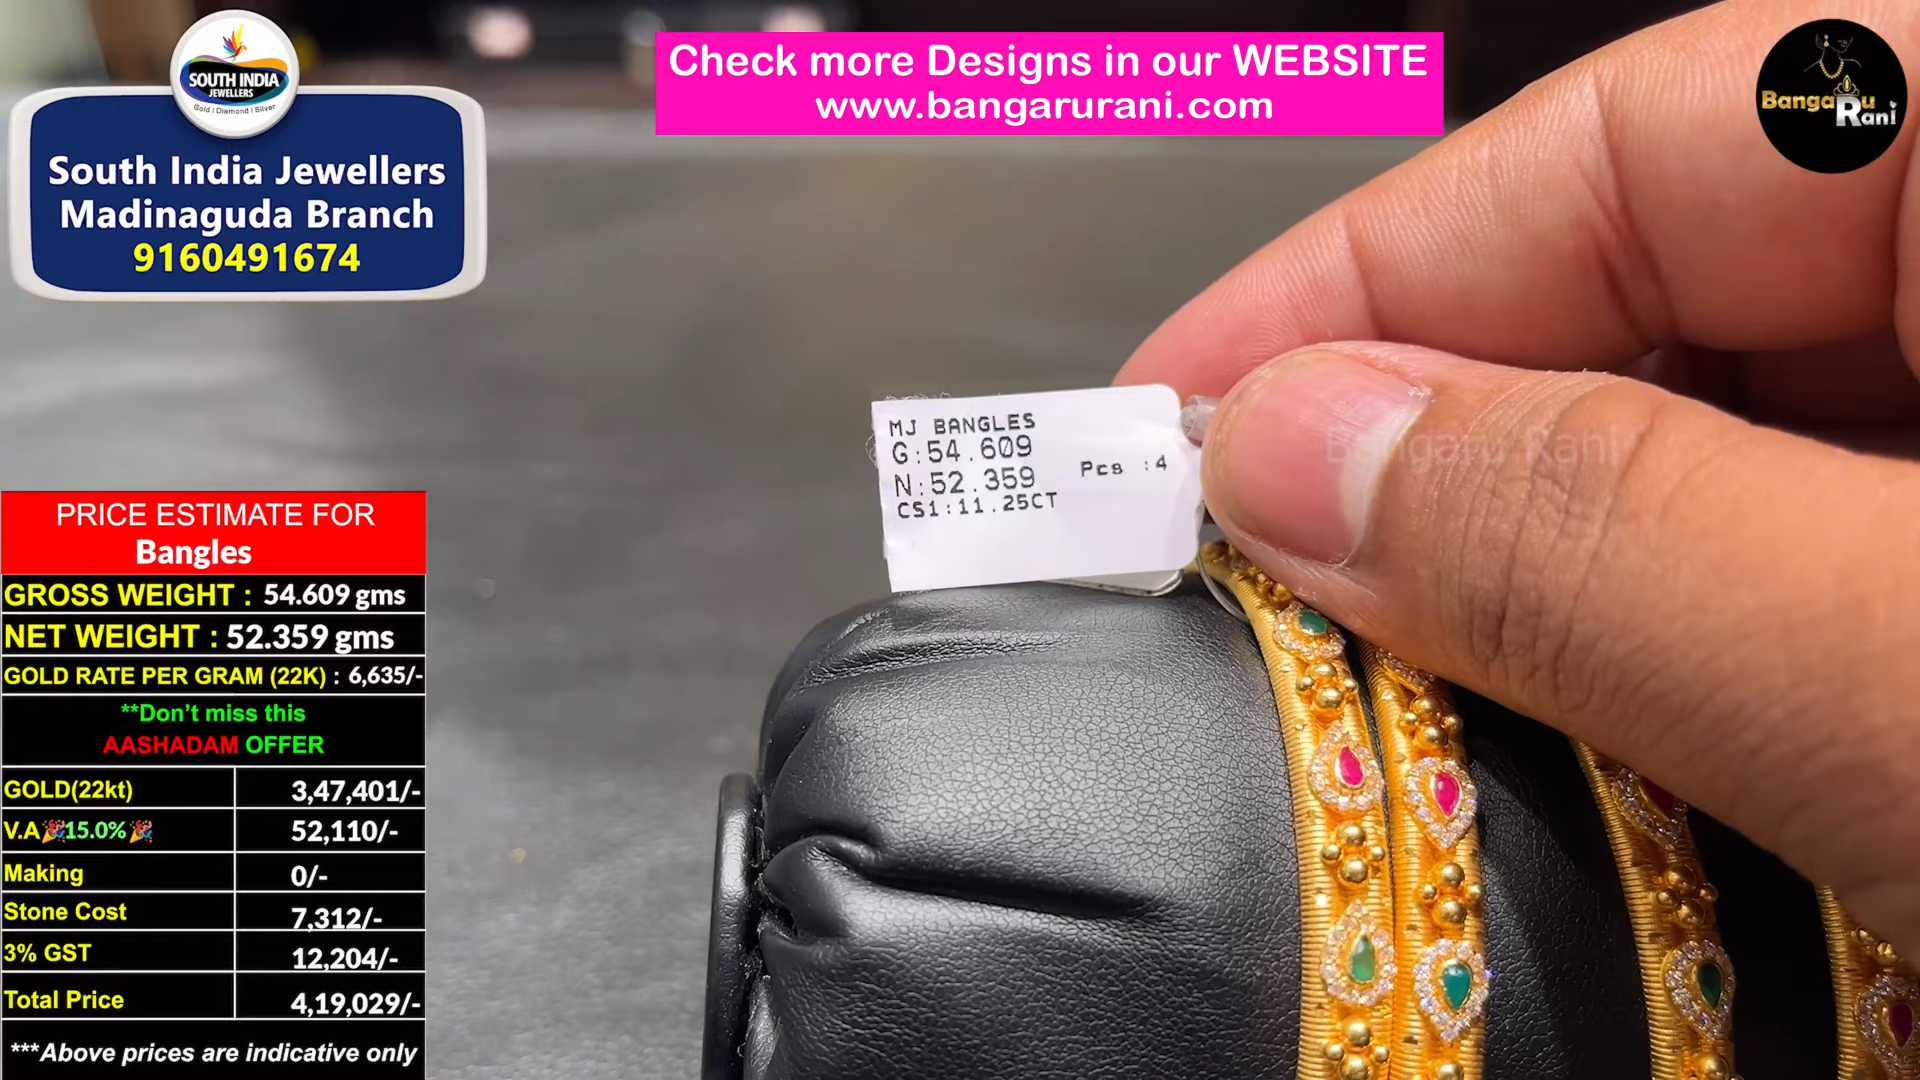 SOUTH INDIA
JEWELLERS
Gold | Diamond | Silver
South India Jewellers
Madinaguda Branch
9160491674
Check more Designs in our WEBSITE
www.bangarurani.com
BangaRu
Rani
MJ BANGLES
G:54.609
N:52.359
Pcs :4
CS1:11.25CT
Bangaru Rani
PRICE ESTIMATE FOR
Bangles
GROSS WEIGHT : 54.609 gms
NET WEIGHT : 52.359 gms
GOLD RATE PER GRAM (22K) : 6,635/-
**Don't miss this
AASHADAM OFFER
GOLD(22kt) 3,47,401/-
V.A🎉15.0%🎉 52,110/-
Making 0/-
Stone Cost 7,312/-
3% GST 12,204/-
Total Price 4,19,029/-
***Above prices are indicative only